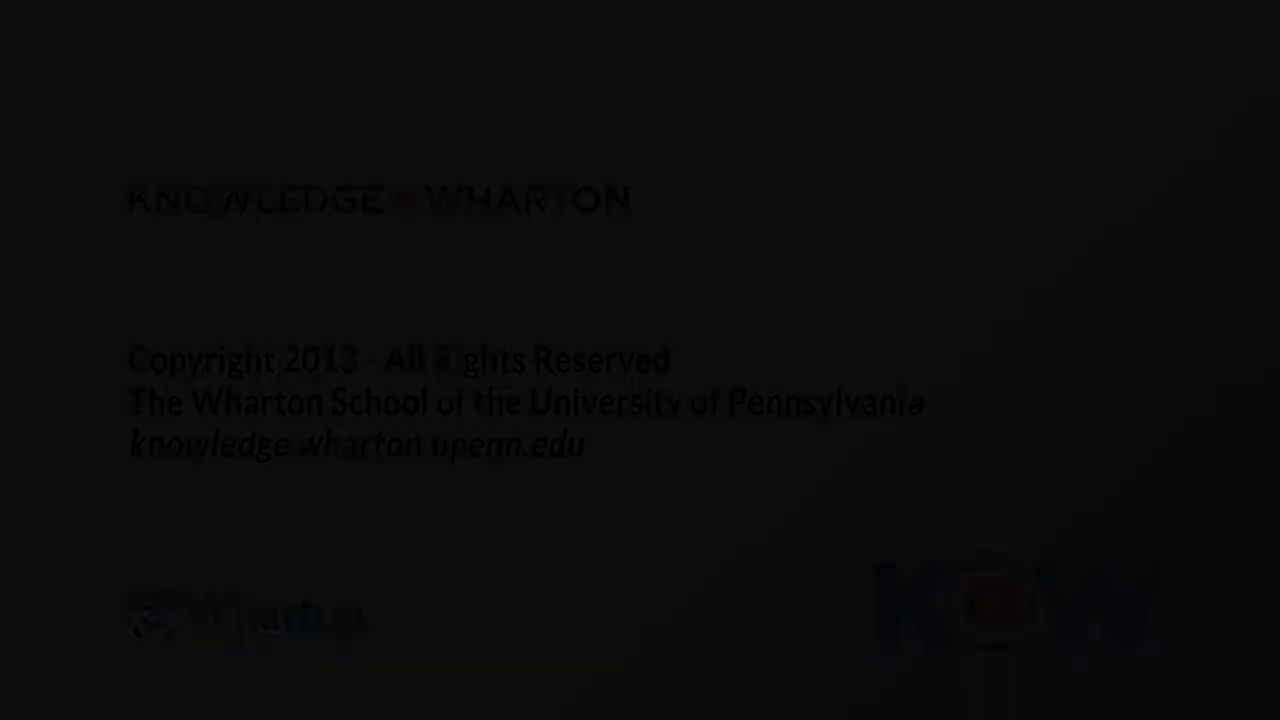 KNOWLEDGE@WHARTON
Copyright 2013 - All Rights Reserved
The Wharton School of the University of Pennsylvania
knowledge.wharton.upenn.edu
Wharton
K@W